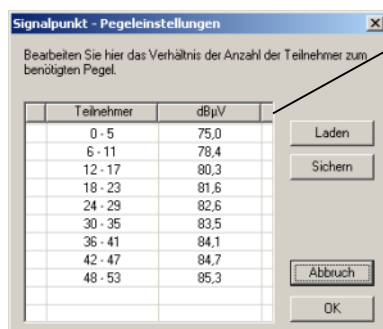 Signalpunkt - Pegeleinstellungen
Bearbeiten Sie hier das Verhältnis der Anzahl der Teilnehmer zum
benötigten Pegel.
Teilnehmer dBµV
0 - 5 75,0
6 - 11 78,4
12 - 17 80,3
18 - 23 81,6
24 - 29 82,6
30 - 35 83,5
36 - 41 84,1
42 - 47 84,7
48 - 53 85,3
Laden
Sichern
Abbruch
OK